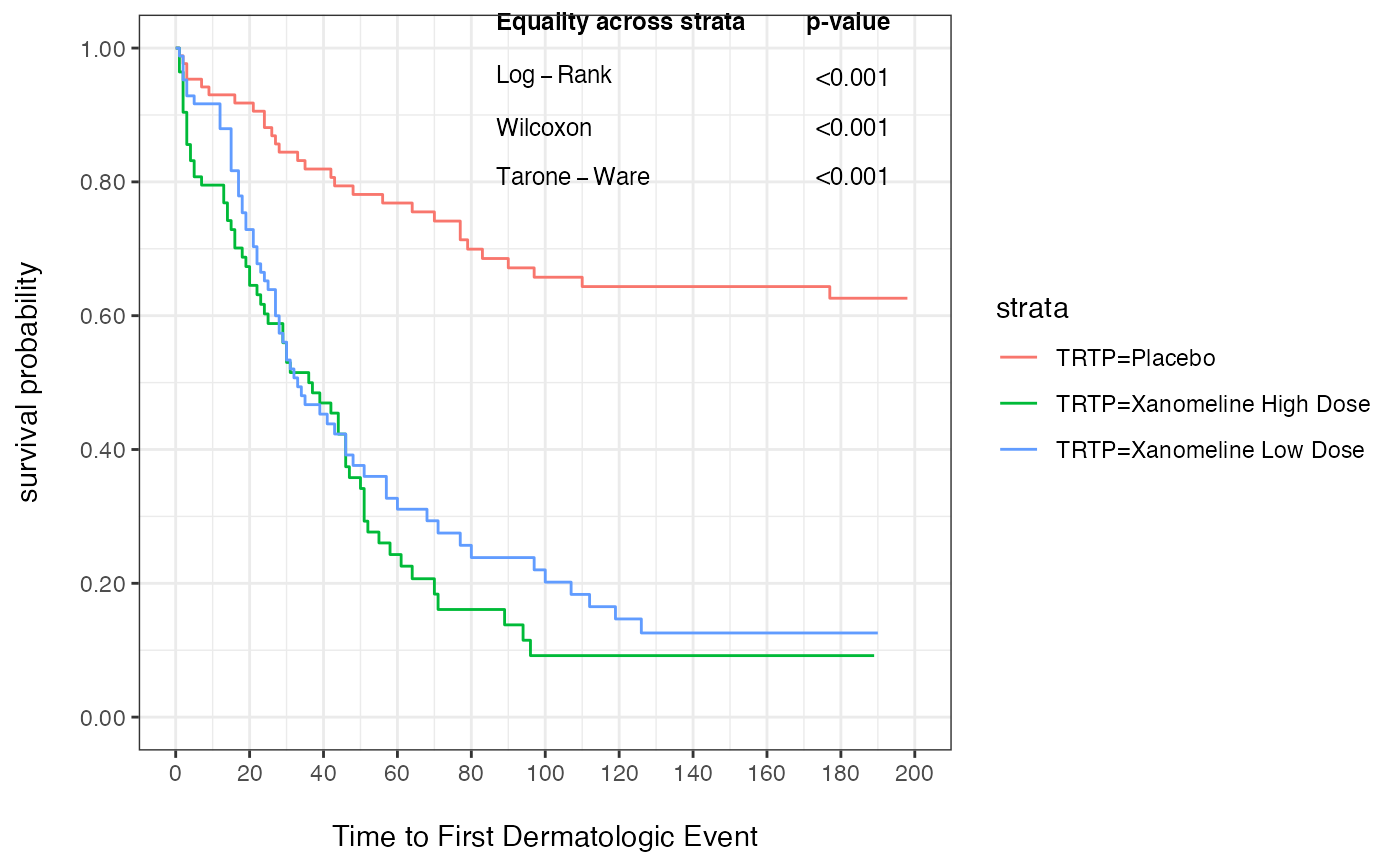 Equality across strata p-value
Log – Rank <0.001
Wilcoxon <0.001
Tarone – Ware <0.001
1.00
0.80
0.60
0.40
0.20
0.00
survival probability
0 20 40 60 80 100 120 140 160 180 200
Time to First Dermatologic Event
strata
TRTP=Placebo
TRTP=Xanomeline High Dose
TRTP=Xanomeline Low Dose